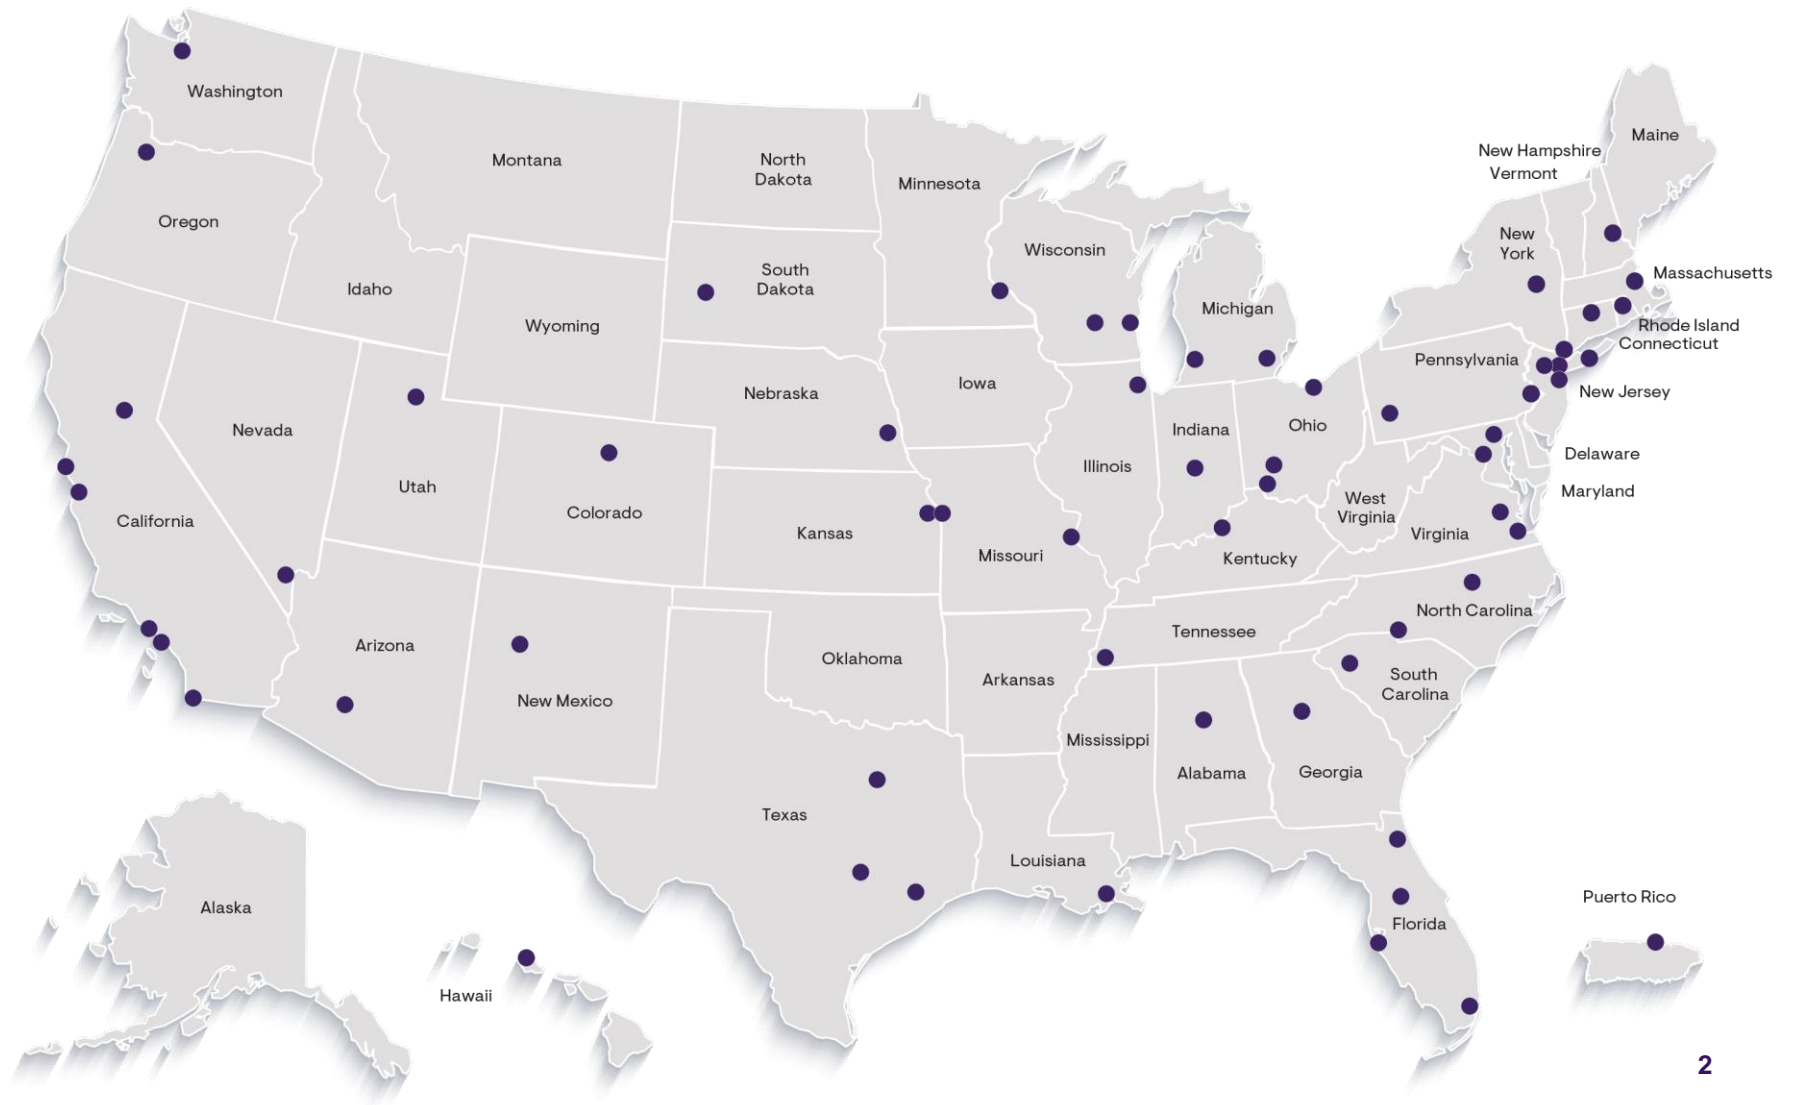 Washington
Montana
North
Dakota
Minnesota
New Hampshire
Vermont
Maine
Oregon
Idaho
Wyoming
South
Dakota
Wisconsin
Michigan
New
York
Massachusetts
Rhode Island
Connecticut
Pennsylvania
New Jersey
Nevada
Utah
Colorado
Nebraska
Iowa
Illinois
Indiana
Ohio
Delaware
Maryland
California
Kansas
Missouri
Kentucky
West
Virginia
Virginia
Arizona
New Mexico
Oklahoma
Arkansas
Tennessee
North Carolina
South
Carolina
Texas
Louisiana
Mississippi
Alabama
Georgia
Florida
Alaska
Hawaii
Puerto Rico
2